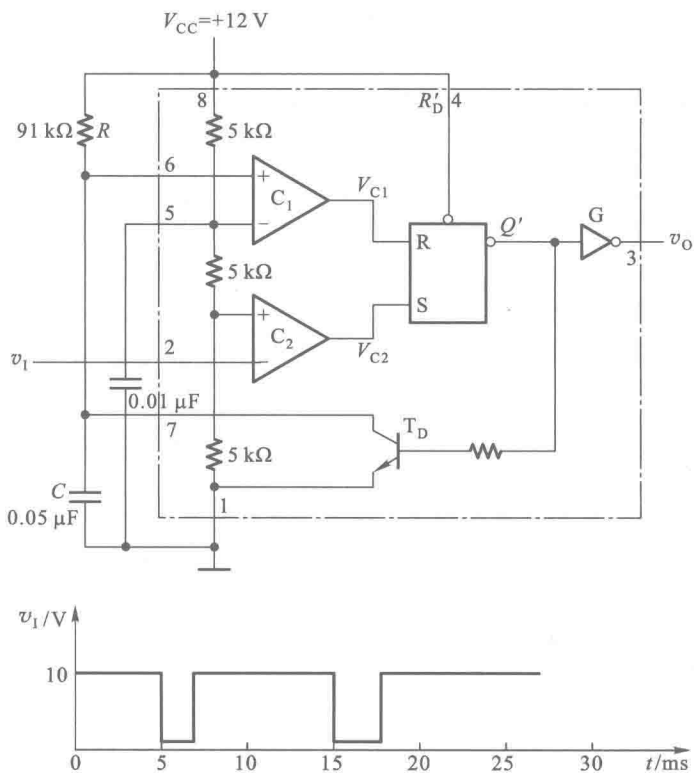 V_CC=+12 V
8
R'_D 4
91 kΩ R
5 kΩ
6
C₁
V_C1
5
R
Q'
G
3
v_O
5 kΩ
S
v_I
2
C₂
V_C2
0.01 μF
7
T_D
5 kΩ
C
0.05 μF
1
v_I/V
10
0 5 10 15 20 25 30 t/ms